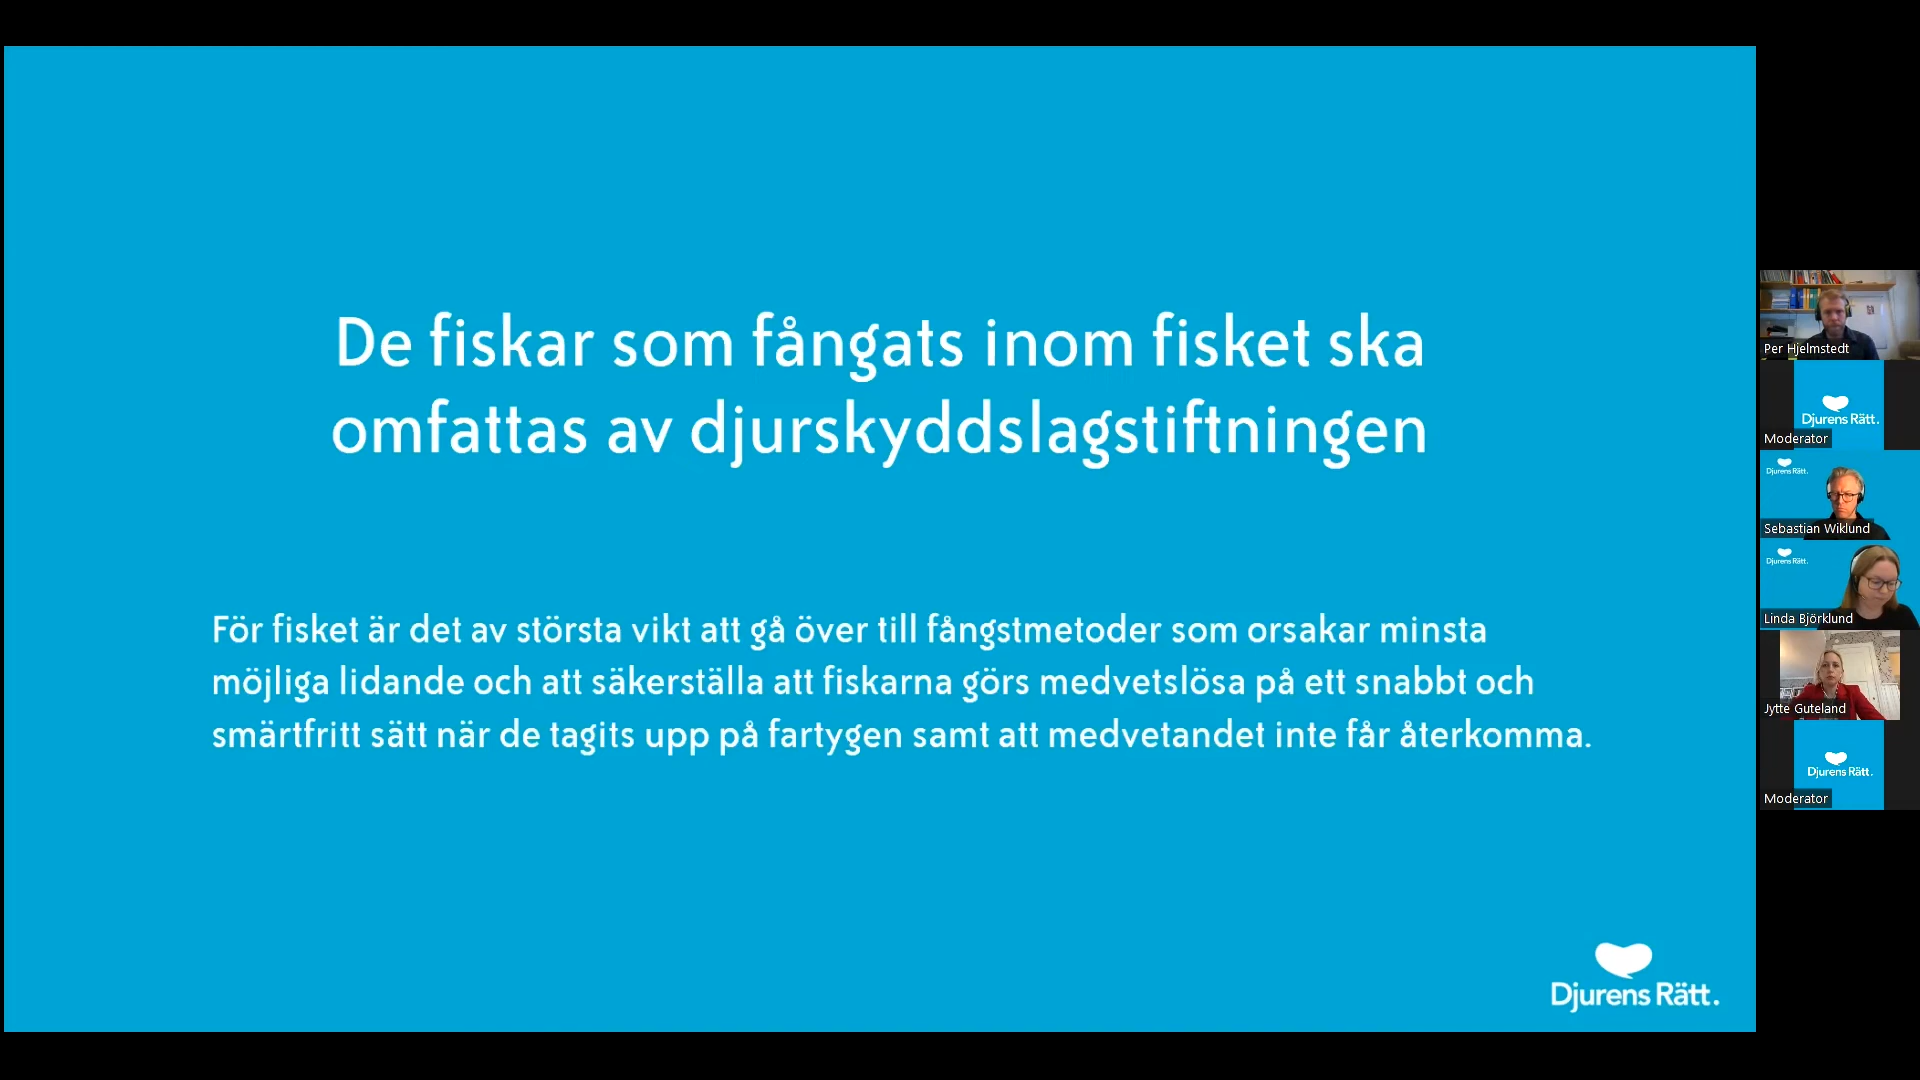 De fiskar som fångats inom fisket ska
omfattas av djurskyddslagstiftningen
För fisket är det av största vikt att gå över till fångstmetoder som orsakar minsta
möjliga lidande och att säkerställa att fiskarna görs medvetslösa på ett snabbt och
smärtfritt sätt när de tagits upp på fartygen samt att medvetandet inte får återkomma.
Djurens Rätt.
Per Hjelmstedt
Djurens Rätt.
Moderator
Djurens Rätt.
Sebastian Wiklund
Djurens Rätt.
Linda Björklund
Jytte Guteland
Djurens Rätt.
Moderator